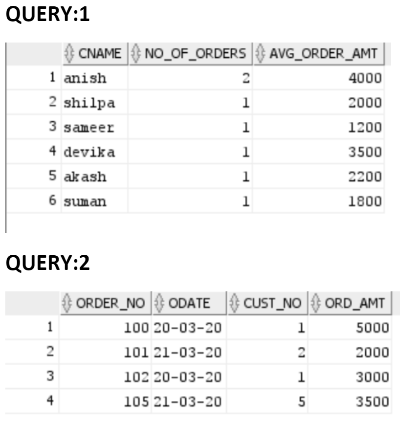 QUERY:1
CNAME NO_OF_ORDERS AVG_ORDER_AMT
1 anish 2 4000
2 shilpa 1 2000
3 sameer 1 1200
4 devika 1 3500
5 akash 1 2200
6 suman 1 1800
QUERY:2
ORDER_NO ODATE CUST_NO ORD_AMT
1 100 20-03-20 1 5000
2 101 21-03-20 2 2000
3 102 20-03-20 1 3000
4 105 21-03-20 5 3500